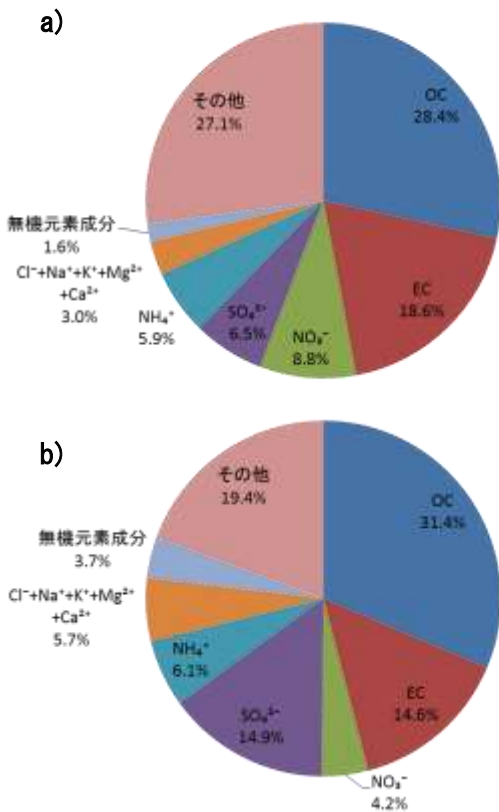 a)
その他
27.1%
OC
28.4%
無機元素成分
1.6%
Cl⁻+Na⁺+K⁺+Mg²⁺
+Ca²⁺
3.0%
NH₄⁺
5.9%
SO₄²⁻
6.5%
NO₃⁻
8.8%
EC
18.6%
b)
その他
19.4%
OC
31.4%
無機元素成分
3.7%
Cl⁻+Na⁺+K⁺+Mg²⁺
+Ca²⁺
5.7%
NH₄⁺
6.1%
SO₄²⁻
14.9%
EC
14.6%
NO₃⁻
4.2%